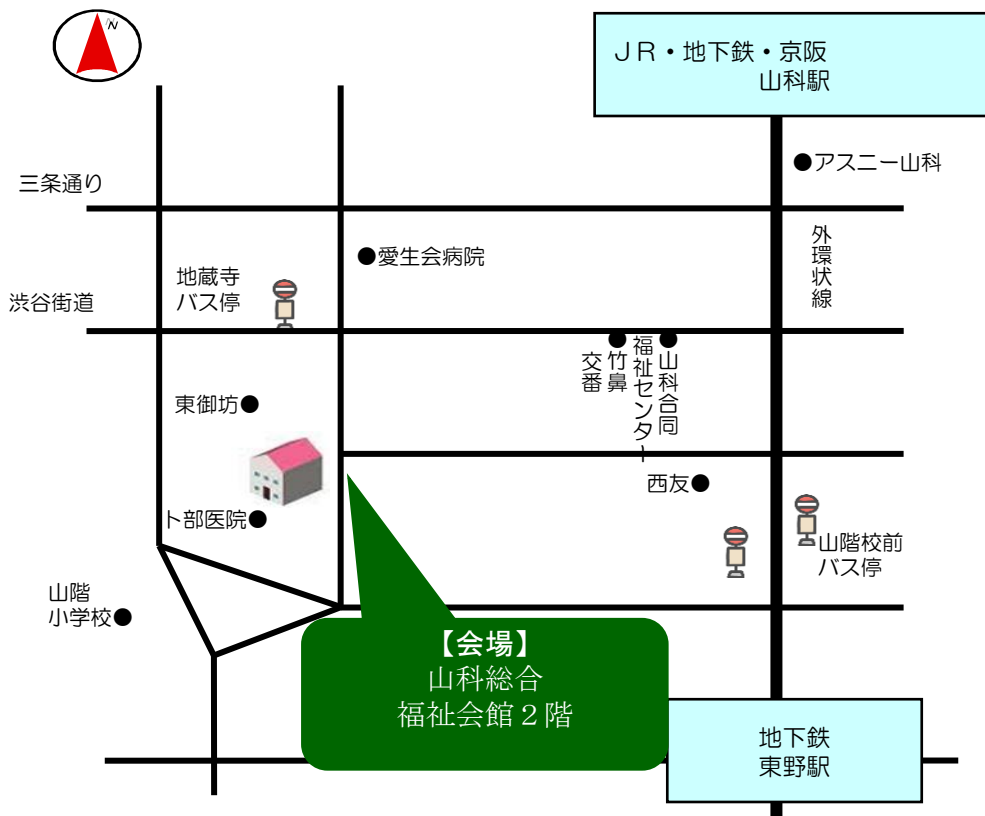 N
JR・地下鉄・京阪
山科駅
●アスニー山科
三条通り
外環状線
●愛生会病院
地蔵寺
バス停
渋谷街道
竹鼻
交番
山科合同
福祉センター
東御坊●
西友●
卜部医院●
山階校前
バス停
山階
小学校●
【会場】
山科総合
福祉会館２階
地下鉄
東野駅